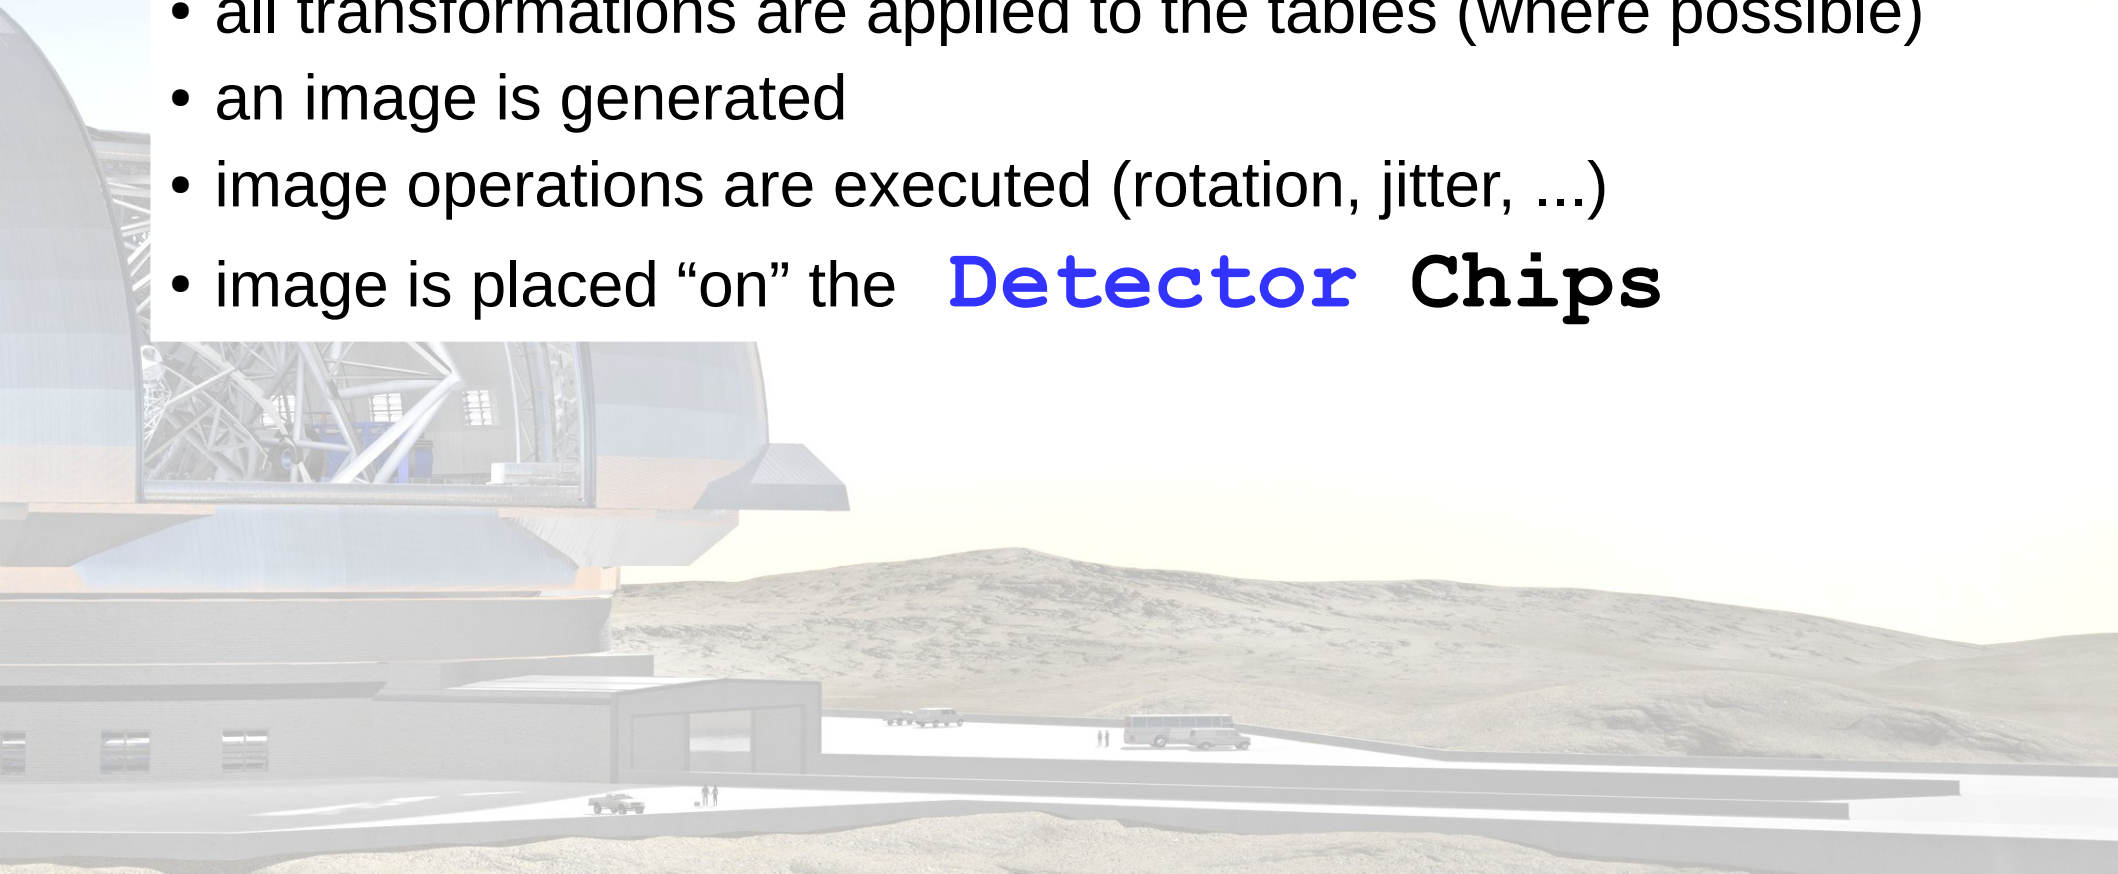 • all transformations are applied to the tables (where possible)
• an image is generated
• image operations are executed (rotation, jitter, ...)
• image is placed “on” the Detector Chips